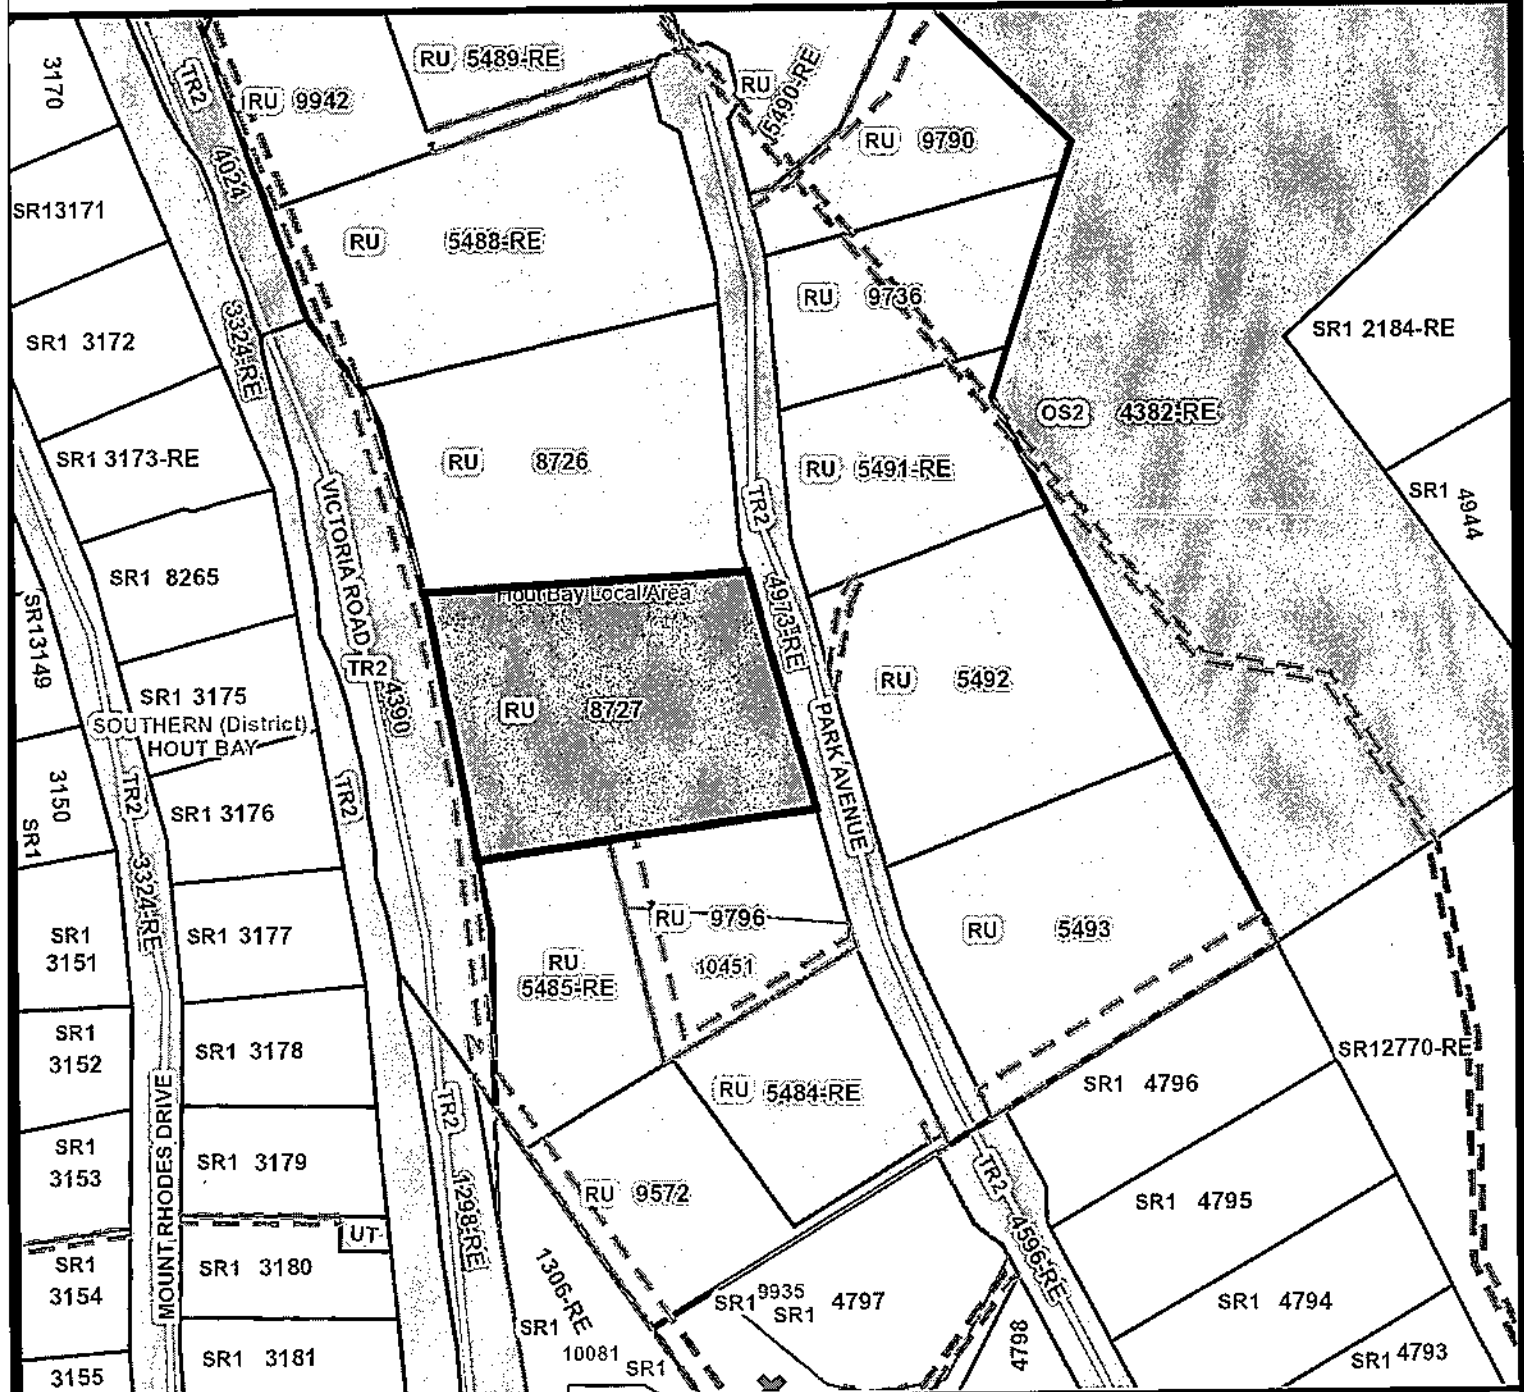 3170
TR2
RU 9942
RU 5489-RE
RU
5490-RE
RU 9790
4024
SR13171
RU 5488-RE
RU 9736
SR1 3172
3324-RE
SR1 2184-RE
OS2 4382-RE
SR1 3173-RE
RU 8726
RU 5491-RE
SR1 4944
TR2
VICTORIA ROAD
SR1 8265
Hout Bay Local Area
4973-RE
SR13149
TR2
4390
RU 5492
SR1 3175
RU 8727
SOUTHERN (District)
HOUT BAY
PARK AVENUE
3150
TR2
TR2
SR1 3176
SR1
3324-RE
RU 9796
SR1
3151
SR1 3177
RU
5485-RE
10451
RU 5493
SR1
3152
SR1 3178
SR12770-RE
RU 5484-RE
SR1 4796
TR2
MOUNT RHODES DRIVE
SR1
3153
SR1 3179
1298-RE
RU 9572
TR2
SR1 4795
UT
4596-RE
SR1
3154
SR1 3180
1306-RE
SR1 9935
SR1 4797
SR1 4794
SR1
10081
SR1
4798
SR1 4793
3155
SR1 3181